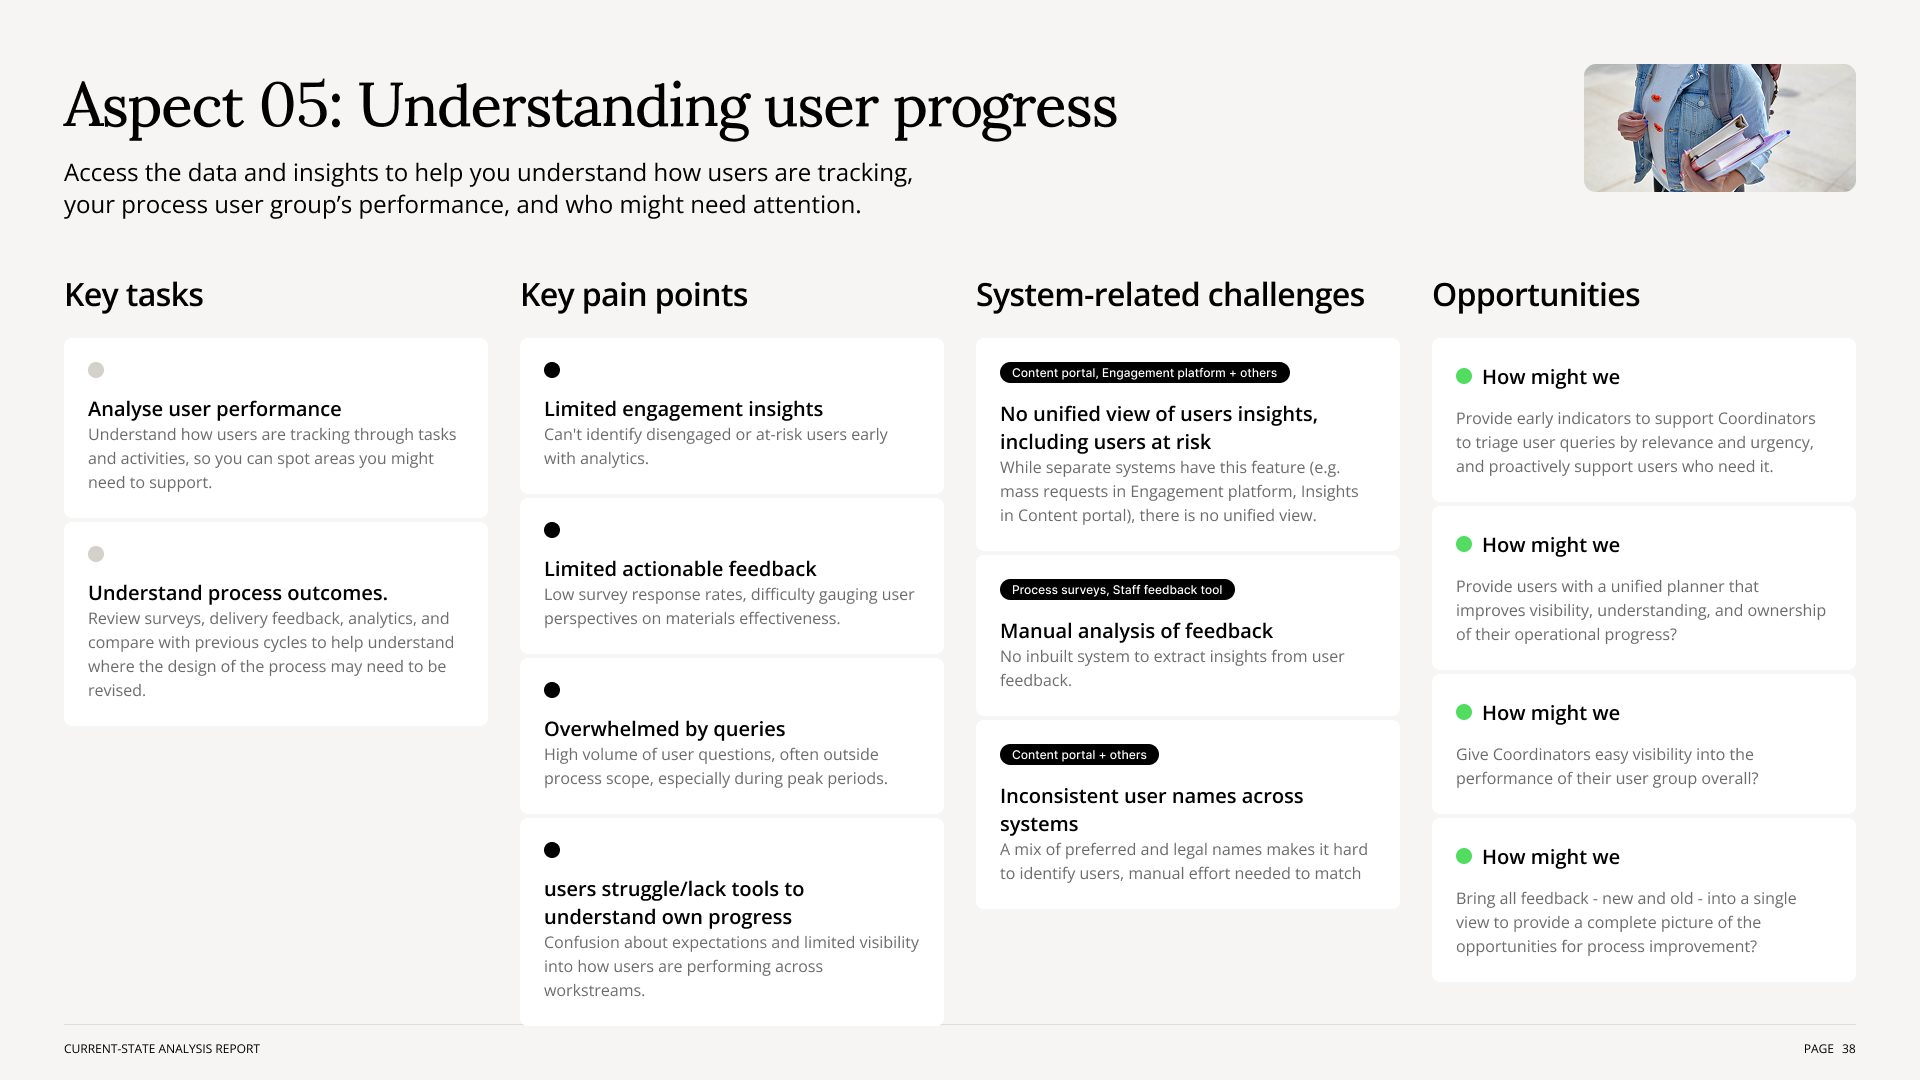 Aspect 05: Understanding user progress
Access the data and insights to help you understand how users are tracking,
your process user group’s performance, and who might need attention.
Key tasks
Analyse user performance
Understand how users are tracking through tasks
and activities, so you can spot areas you might
need to support.
Understand process outcomes.
Review surveys, delivery feedback, analytics, and
compare with previous cycles to help understand
where the design of the process may need to be
revised.
Key pain points
Limited engagement insights
Can't identify disengaged or at-risk users early
with analytics.
Limited actionable feedback
Low survey response rates, difficulty gauging user
perspectives on materials effectiveness.
Overwhelmed by queries
High volume of user questions, often outside
process scope, especially during peak periods.
users struggle/lack tools to
understand own progress
Confusion about expectations and limited visibility
into how users are performing across
workstreams.
System-related challenges
Content portal, Engagement platform + others
No unified view of users insights,
including users at risk
While separate systems have this feature (e.g.
mass requests in Engagement platform, Insights
in Content portal), there is no unified view.
Process surveys, Staff feedback tool
Manual analysis of feedback
No inbuilt system to extract insights from user
feedback.
Content portal + others
Inconsistent user names across
systems
A mix of preferred and legal names makes it hard
to identify users, manual effort needed to match
Opportunities
How might we
Provide early indicators to support Coordinators
to triage user queries by relevance and urgency,
and proactively support users who need it.
How might we
Provide users with a unified planner that
improves visibility, understanding, and ownership
of their operational progress?
How might we
Give Coordinators easy visibility into the
performance of their user group overall?
How might we
Bring all feedback - new and old - into a single
view to provide a complete picture of the
opportunities for process improvement?
CURRENT-STATE ANALYSIS REPORT
PAGE 38